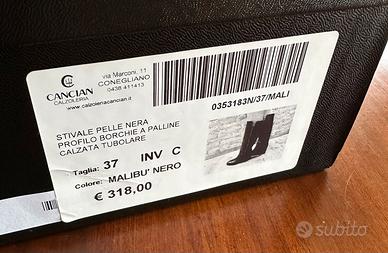 CANCIAN
CALZOLERIA
via Marconi, 11
CONEGLIANO
0438 411413
www.calzoleriacancian.it
0353183N/37/MALI
STIVALE PELLE NERA
PROFILO BORCHIE A PALLINE
CALZATA TUBOLARE
Taglia: 37 INV C
Colore: MALIBU' NERO
€ 318,00
subito